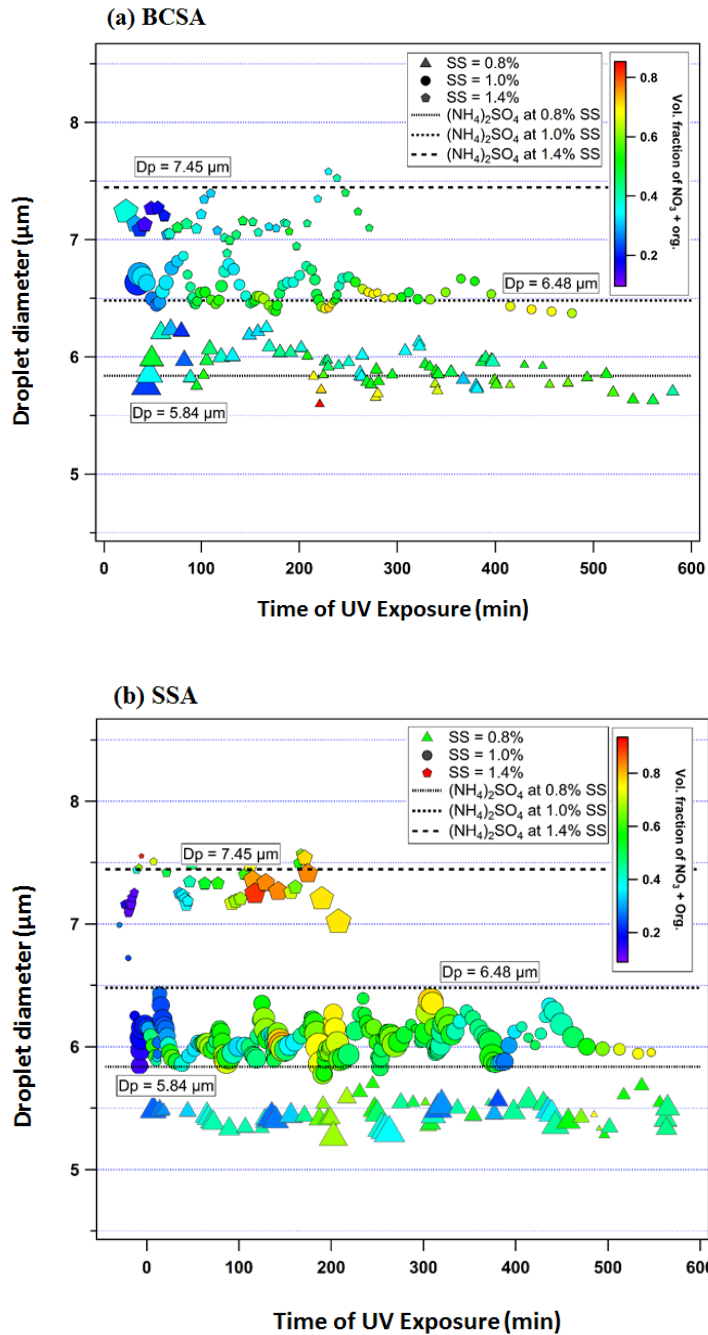 (a) BCSA
SS = 0.8%
SS = 1.0%
SS = 1.4%
(NH₄)₂SO₄ at 0.8% SS
(NH₄)₂SO₄ at 1.0% SS
(NH₄)₂SO₄ at 1.4% SS
0.8
0.6
0.4
0.2
Vol. fraction of NO₃ + org.
Dp = 7.45 µm
Dp = 6.48 µm
Dp = 5.84 µm
8
7
6
5
Droplet diameter (µm)
0 100 200 300 400 500 600
Time of UV Exposure (min)
(b) SSA
SS = 0.8%
SS = 1.0%
SS = 1.4%
(NH₄)₂SO₄ at 0.8% SS
(NH₄)₂SO₄ at 1.0% SS
(NH₄)₂SO₄ at 1.4% SS
0.8
0.6
0.4
0.2
Vol. fraction of NO₃ + Org.
Dp = 7.45 µm
Dp = 6.48 µm
Dp = 5.84 µm
8
7
6
5
Droplet diameter (µm)
0 100 200 300 400 500 600
Time of UV Exposure (min)